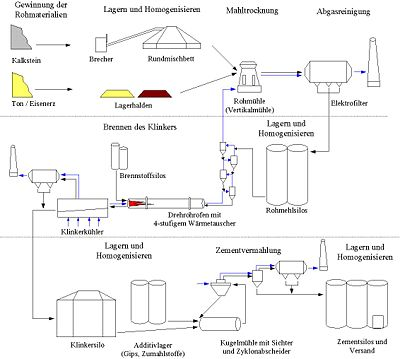 Gewinnung der
Rohmaterialien
Lagern und Homogenisieren
Mahltrocknung
Abgasreinigung
Kalkstein
Brecher
Rundmischbett
Ton / Eisenerz
Lagerhalden
Rohmühle
(Vertikalmühle)
Elektrofilter
Brennen des Klinkers
Lagern und
Homogenisieren
Brennstoffsilos
Rohmehlsilos
Drehrohrofen mit
4-stufigem Wärmetauscher
Klinkerkühler
Lagern und
Homogenisieren
Zementvermahlung
Lagern und
Homogenisieren
Klinkersilo
Additivlager
(Gips, Zumahlstoffe)
Kugelmühle mit Sichter
und Zyklonabscheider
Zementsilos und
Versand